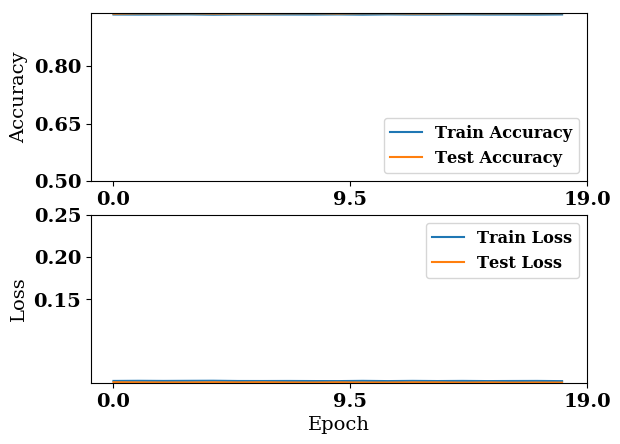 Accuracy
0.80
0.65
0.50
Train Accuracy
Test Accuracy
0.0 9.5 19.0
Loss
0.25
0.20
0.15
Train Loss
Test Loss
0.0 9.5 19.0
Epoch